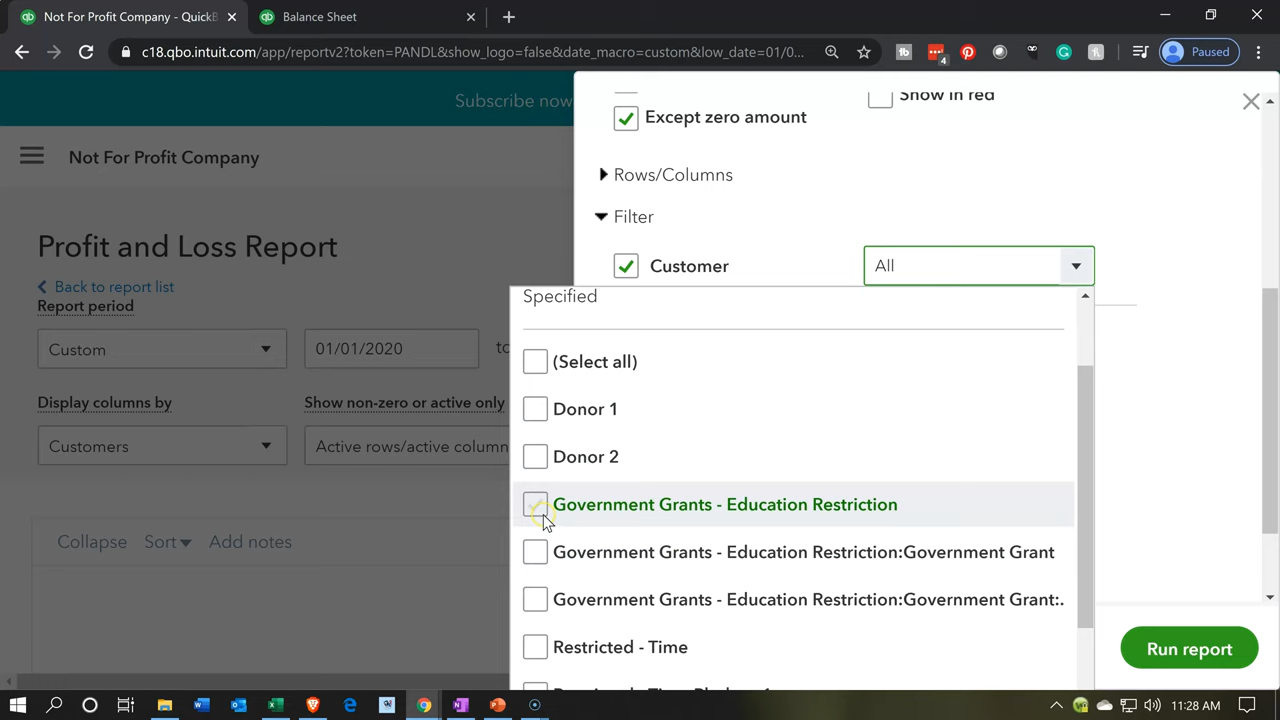 Not For Profit Company - QuickB
Balance Sheet
c18.qbo.intuit.com/app/reportv2?token=PANDL&show_logo=false&date_macro=custom&low_date=01/0...
4
Paused
Subscribe now
Not For Profit Company
Profit and Loss Report
Back to report list
Report period
Custom
01/01/2020
to
Display columns by
Show non-zero or active only
Customers
Active rows/active column
Collapse
Sort
Add notes
Show in red
Except zero amount
Rows/Columns
Filter
Customer
All
Specified
(Select all)
Donor 1
Donor 2
Government Grants - Education Restriction
Government Grants - Education Restriction:Government Grant
Government Grants - Education Restriction:Government Grant:.
Restricted - Time
Run report
11:28 AM